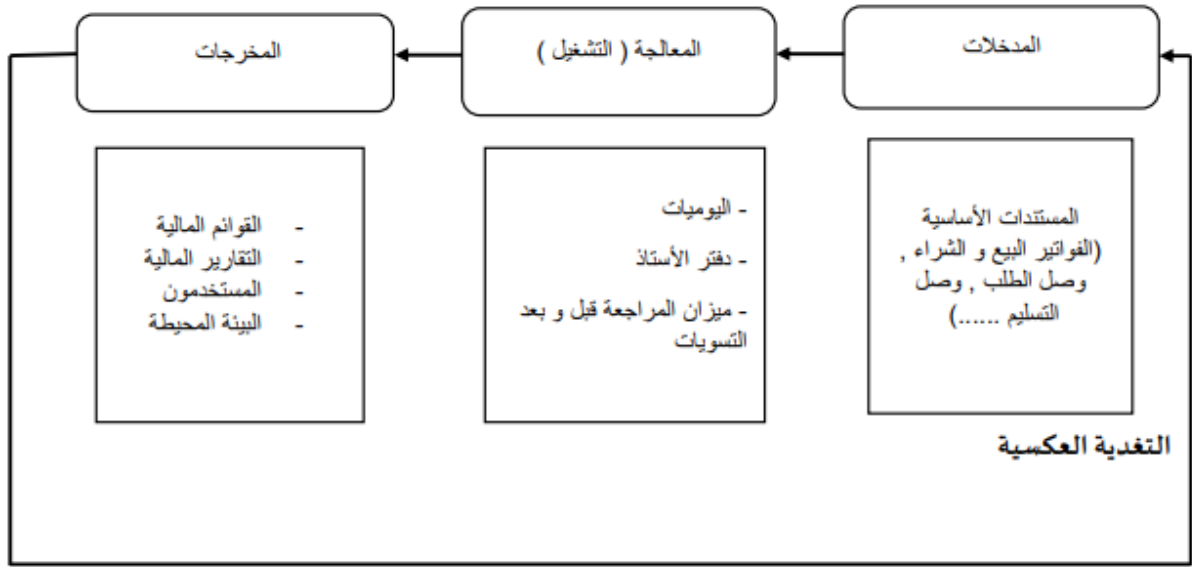 المدخلات
المعالجة ( التشغيل )
المخرجات
المستندات الأساسية
(الفواتير البيع و الشراء ,
وصل الطلب , وصل
التسليم ......)
- اليوميات
- دفتر الأستاذ
- ميزان المراجعة قبل و بعد
التسويات
- القوائم المالية
- التقارير المالية
- المستخدمون
- البيئة المحيطة
التغدية العكسية